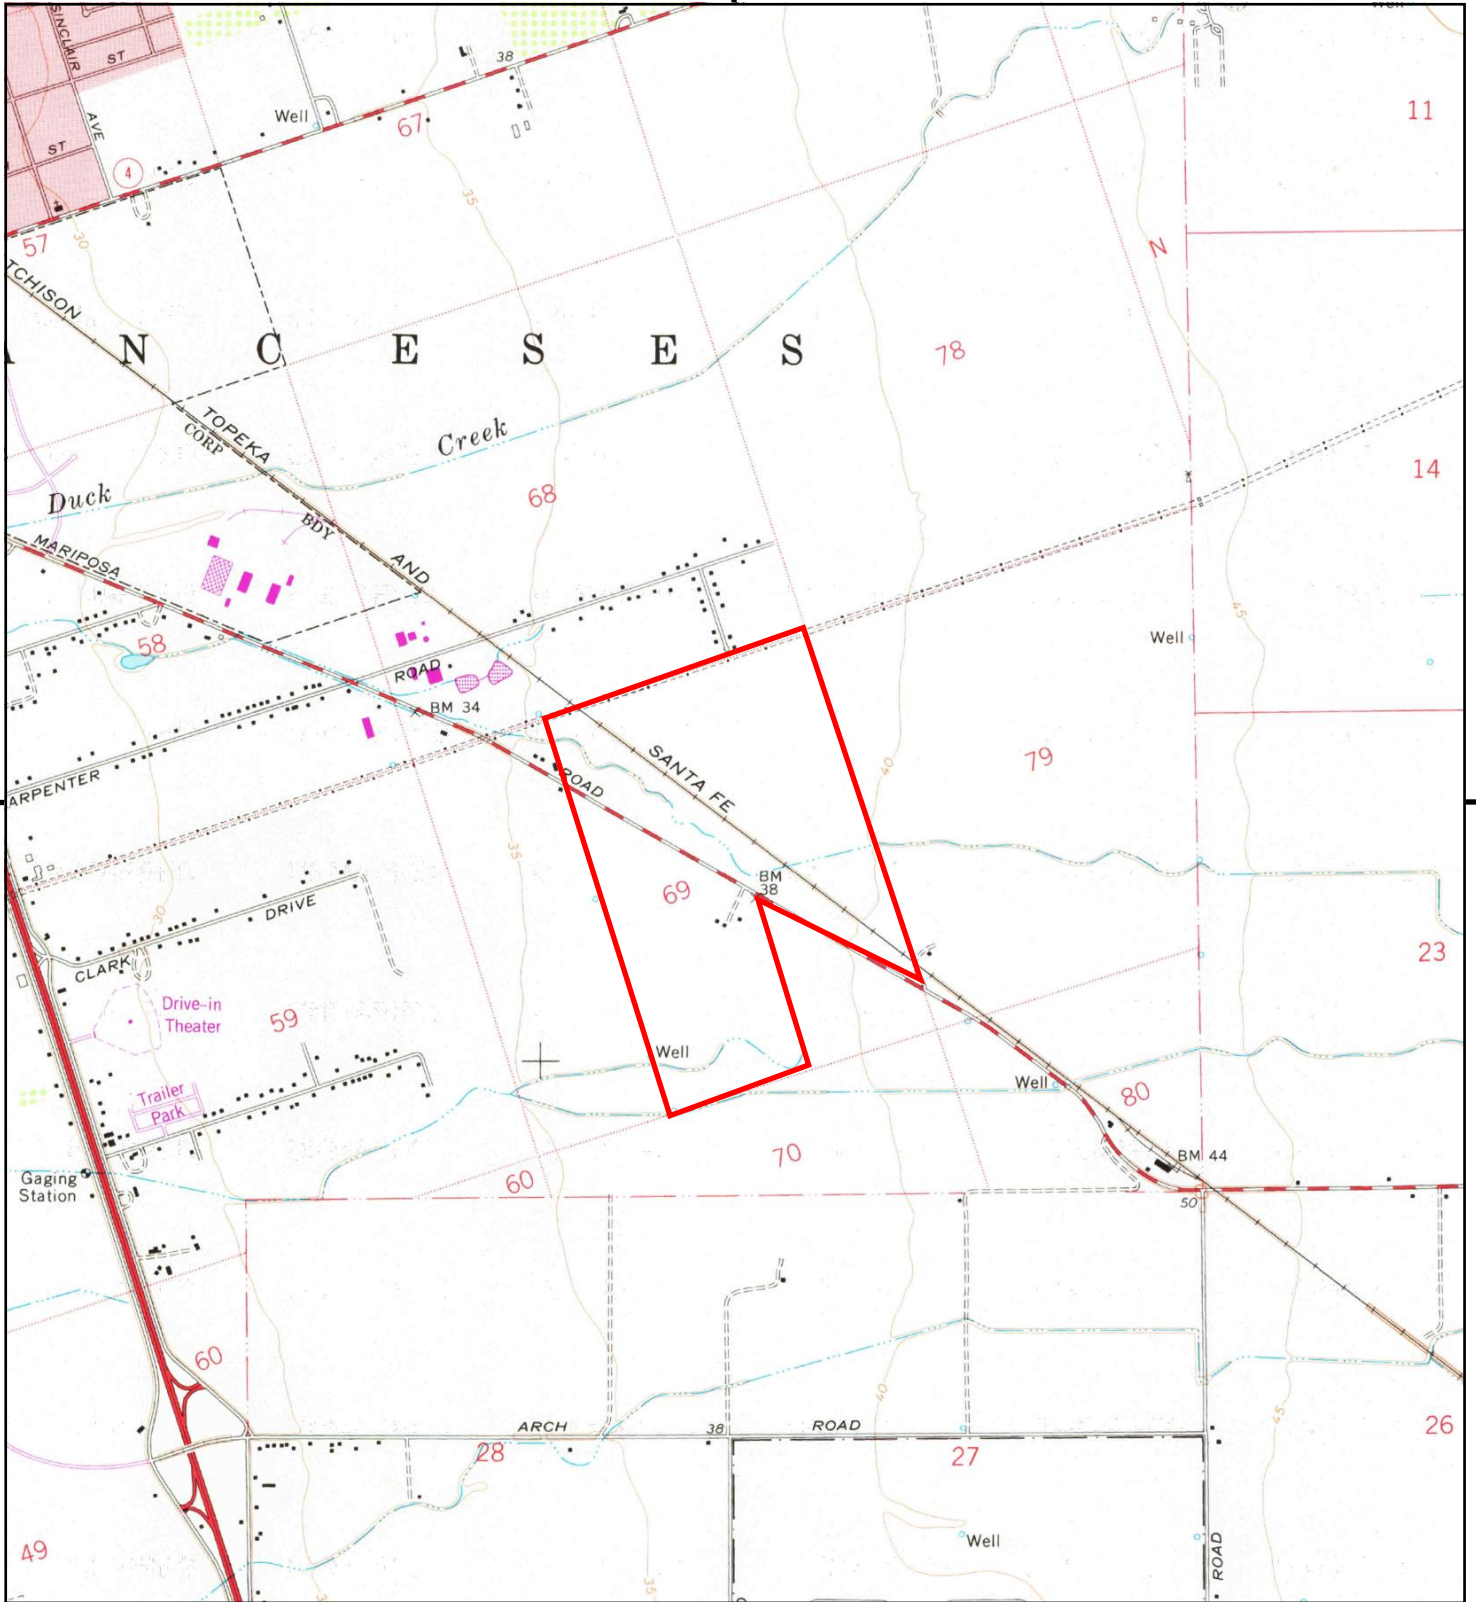 SINCLAIR
ST
38
Well
AVE
67
11
ST
4
35
57
30
N
TCHISON
N C E S E S
78
TOPEKA
CORP
Creek
14
68
Duck
BDY
MARIPOSA
AND
45
58
Well
ROAD
BM 34
SANTA FE
79
40
ROAD
ARPENTER
35
BM
38
69
DRIVE
30
CLARK
23
Drive-in
Theater
59
Well
Trailer
Park
Well
80
70
BM 44
Gaging
Station
60
50
60
40
45
ARCH
38
ROAD
26
28
27
Well
49
ROAD
35